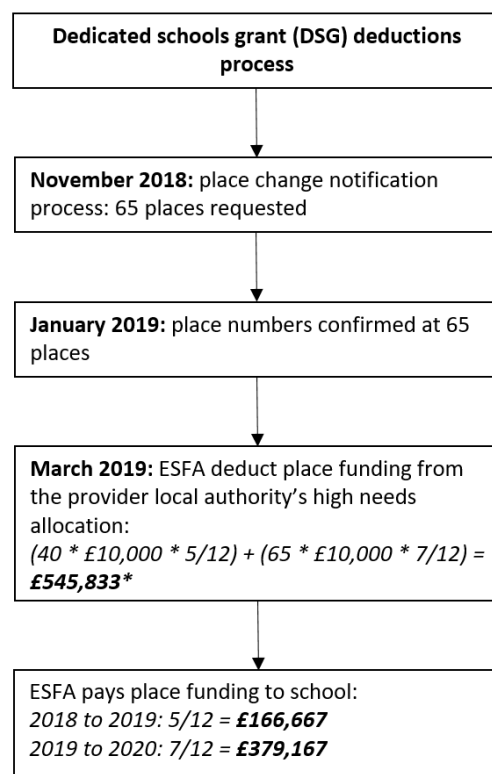 Dedicated schools grant (DSG) deductions
process
November 2018: place change notification
process: 65 places requested
January 2019: place numbers confirmed at 65
places
March 2019: ESFA deduct place funding from
the provider local authority’s high needs
allocation:
(40 * £10,000 * 5/12) + (65 * £10,000 * 7/12) =
£545,833*
ESFA pays place funding to school:
2018 to 2019: 5/12 = £166,667
2019 to 2020: 7/12 = £379,167